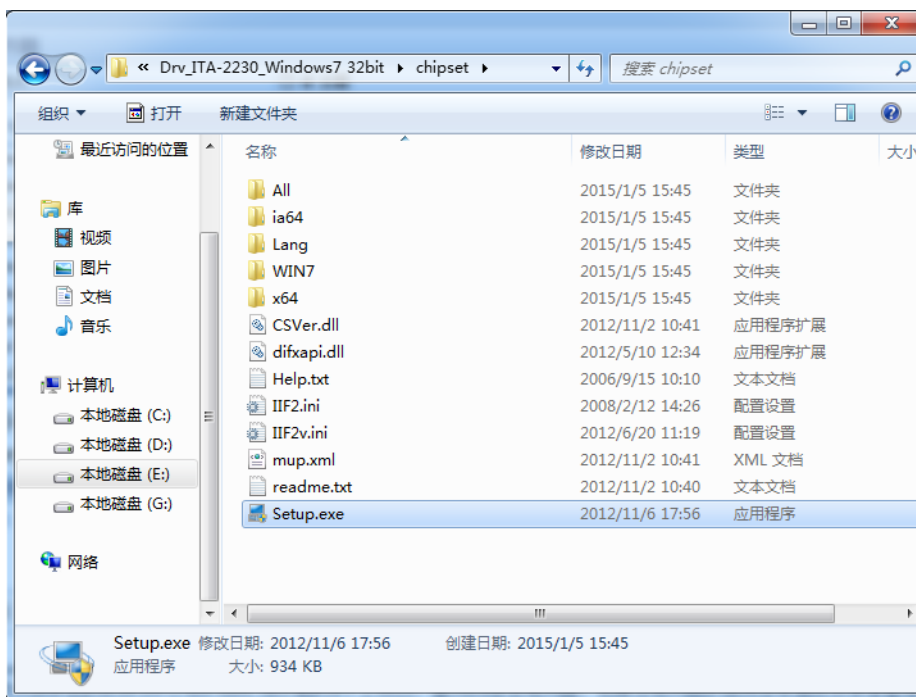 « Drv_ITA-2230_Windows7 32bit ▸ chipset ▸ 搜索 chipset
组织 打开 新建文件夹
最近访问的位置
库
视频
图片
文档
音乐
计算机
本地磁盘 (C:)
本地磁盘 (D:)
本地磁盘 (E:)
本地磁盘 (G:)
网络
名称 修改日期 类型 大小
All 2015/1/5 15:45 文件夹
ia64 2015/1/5 15:45 文件夹
Lang 2015/1/5 15:45 文件夹
WIN7 2015/1/5 15:45 文件夹
x64 2015/1/5 15:45 文件夹
CSVer.dll 2012/11/2 10:41 应用程序扩展
difxapi.dll 2012/5/10 12:34 应用程序扩展
Help.txt 2006/9/15 10:10 文本文档
IIF2.ini 2008/2/12 14:26 配置设置
IIF2v.ini 2012/6/20 11:19 配置设置
mup.xml 2012/11/2 10:41 XML 文档
readme.txt 2012/11/2 10:40 文本文档
Setup.exe 2012/11/6 17:56 应用程序
Setup.exe 修改日期: 2012/11/6 17:56 创建日期: 2015/1/5 15:45
应用程序 大小: 934 KB